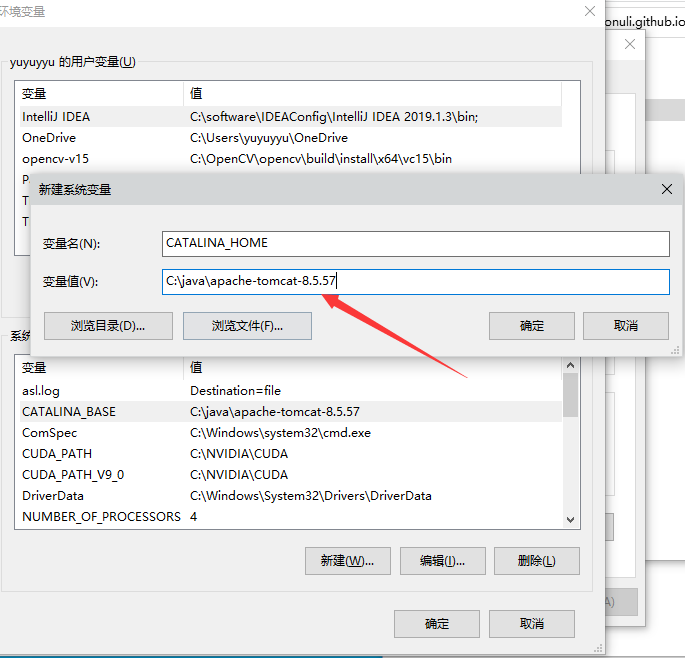 环境变量
onuli.github.io
yuyuyyu 的用户变量(U)
变量 值
IntelliJ IDEA C:\software\IDEAConfig\IntelliJ IDEA 2019.1.3\bin;
OneDrive C:\Users\yuyuyyu\OneDrive
opencv-v15 C:\OpenCV\opencv\build\install\x64\vc15\bin
P
T
T
新建系统变量
变量名(N): CATALINA_HOME
变量值(V): C:\java\apache-tomcat-8.5.57
浏览目录(D)... 浏览文件(F)... 确定 取消
系统
变量 值
asl.log Destination=file
CATALINA_BASE C:\java\apache-tomcat-8.5.57
ComSpec C:\Windows\system32\cmd.exe
CUDA_PATH C:\NVIDIA\CUDA
CUDA_PATH_V9_0 C:\NVIDIA\CUDA
DriverData C:\Windows\System32\Drivers\DriverData
NUMBER_OF_PROCESSORS 4
新建(W)... 编辑(I)... 删除(L)
A)
确定 取消